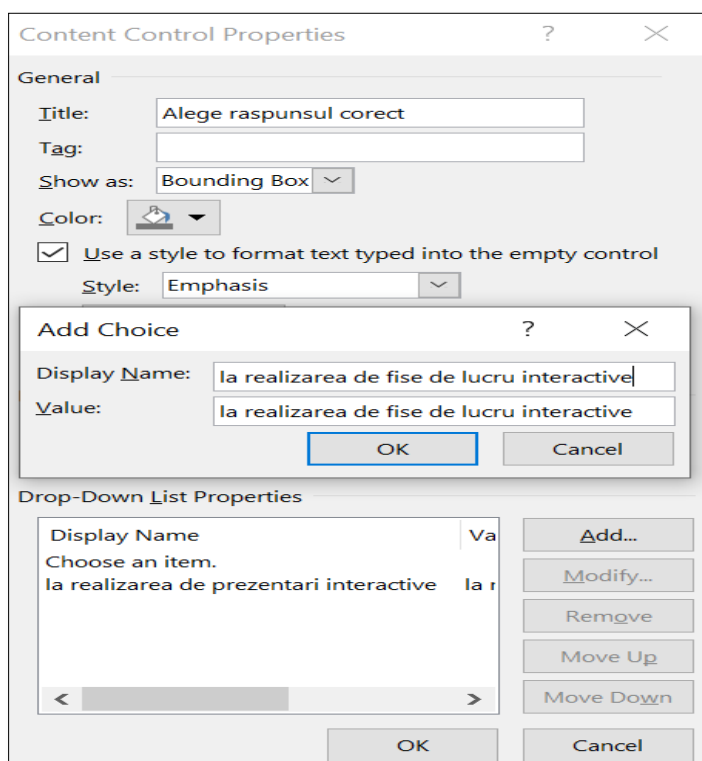 Content Control Properties ?
General
Title: Alege raspunsul corect
Tag:
Show as: Bounding Box
Color:
Use a style to format text typed into the empty control
Style: Emphasis
Add Choice ?
Display Name: la realizarea de fise de lucru interactive
Value: la realizarea de fise de lucru interactive
OK Cancel
Drop-Down List Properties
Display Name Va
Add...
Choose an item.
la realizarea de prezentari interactive la r
Modify...
Remove
Move Up
Move Down
OK Cancel